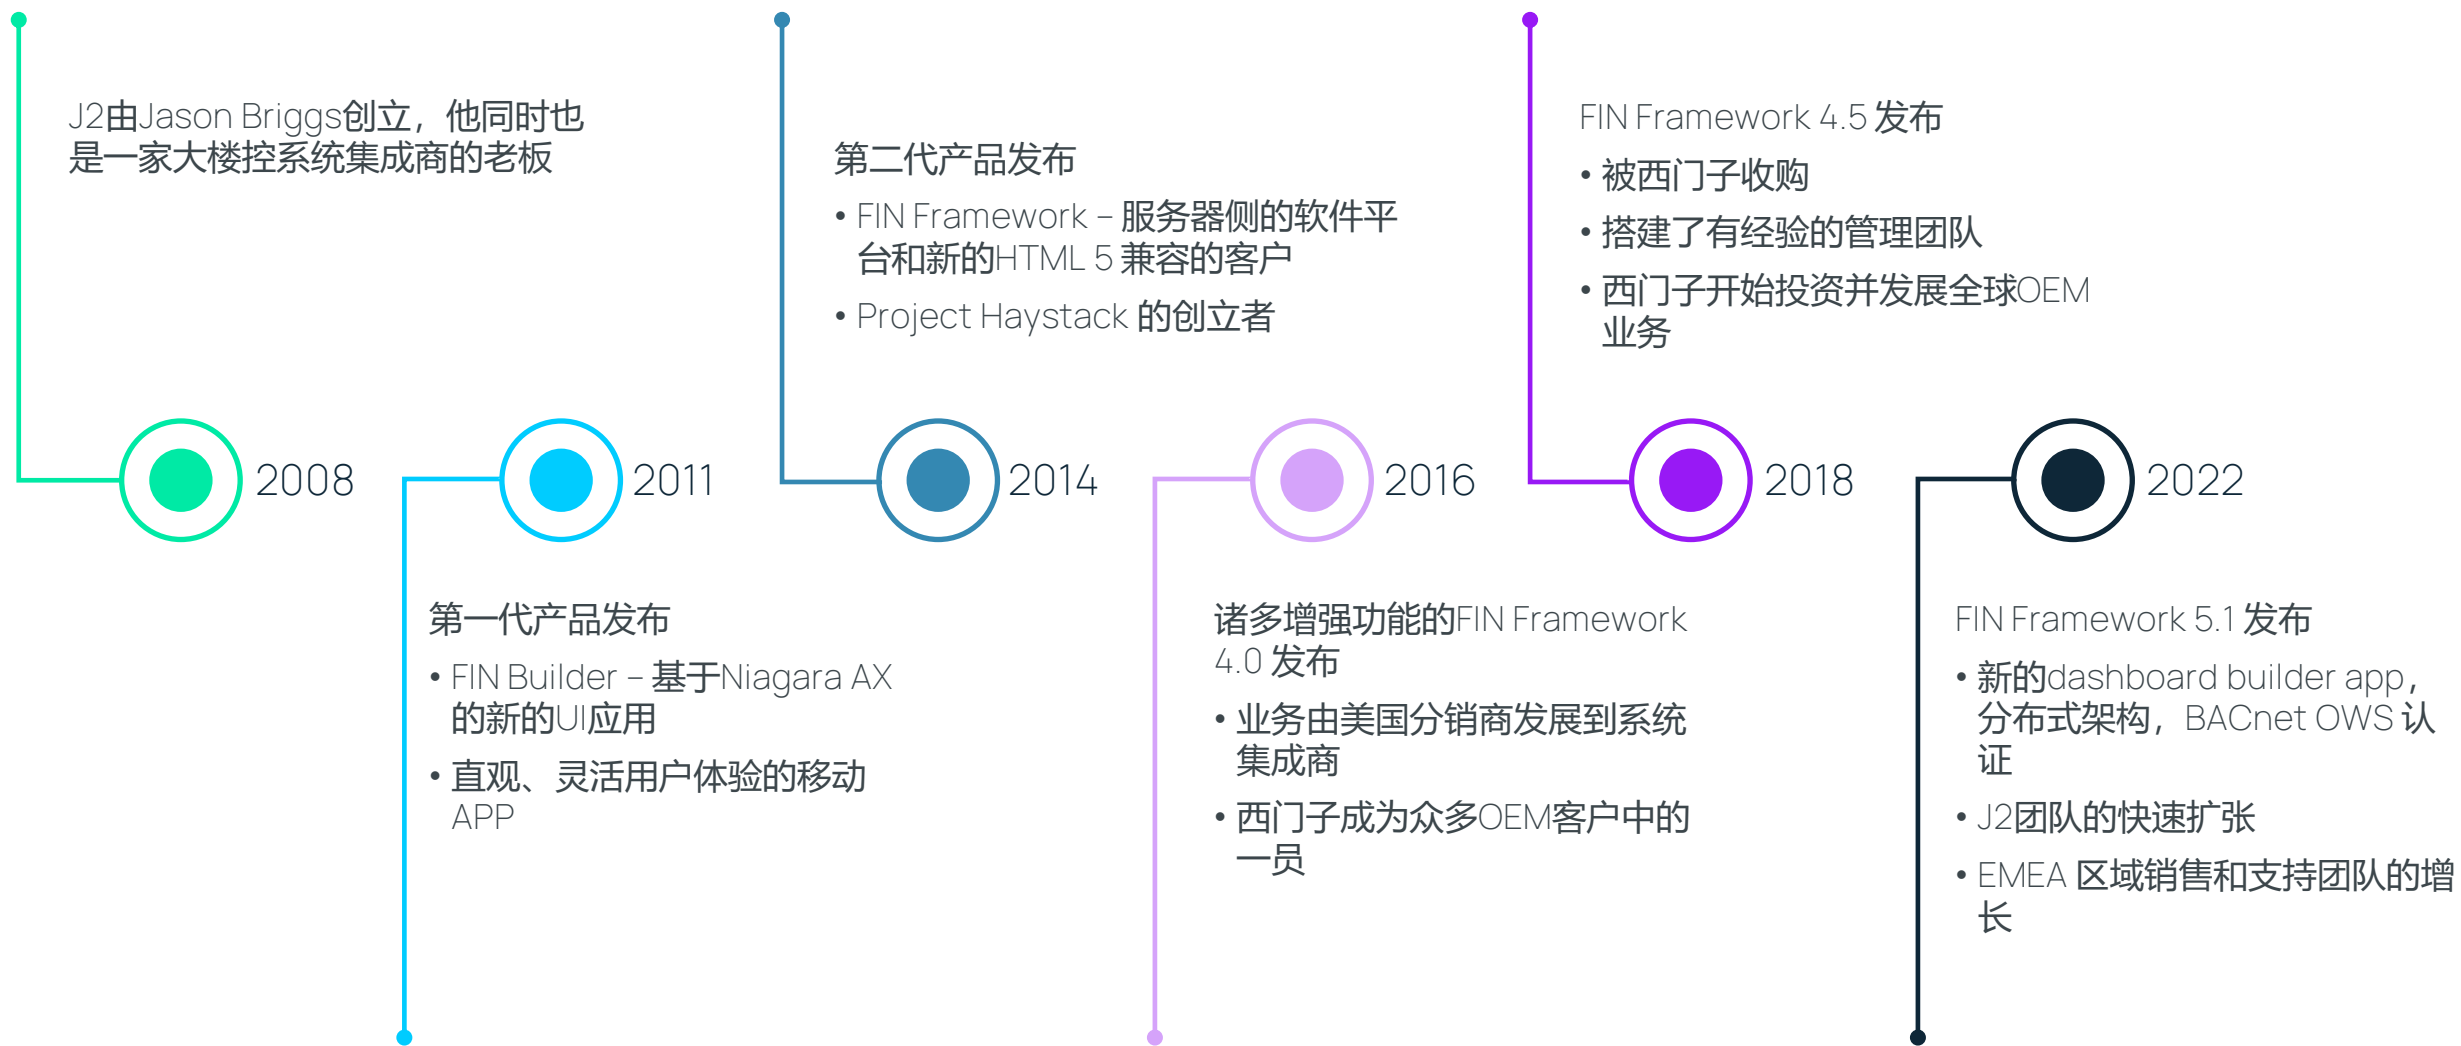 J2由Jason Briggs创立，他同时也
是一家大楼控系统集成商的老板
2008
第一代产品发布
• FIN Builder – 基于Niagara AX
的新的UI应用
• 直观、灵活用户体验的移动
APP
2011
第二代产品发布
• FIN Framework – 服务器侧的软件平
台和新的HTML 5 兼容的客户
• Project Haystack 的创立者
2014
诸多增强功能的FIN Framework
4.0 发布
• 业务由美国分销商发展到系统
集成商
• 西门子成为众多OEM客户中的
一员
2016
FIN Framework 4.5 发布
• 被西门子收购
• 搭建了有经验的管理团队
• 西门子开始投资并发展全球OEM
业务
2018
FIN Framework 5.1 发布
• 新的dashboard builder app，
分布式架构，BACnet OWS 认
证
• J2团队的快速扩张
• EMEA 区域销售和支持团队的增
长
2022